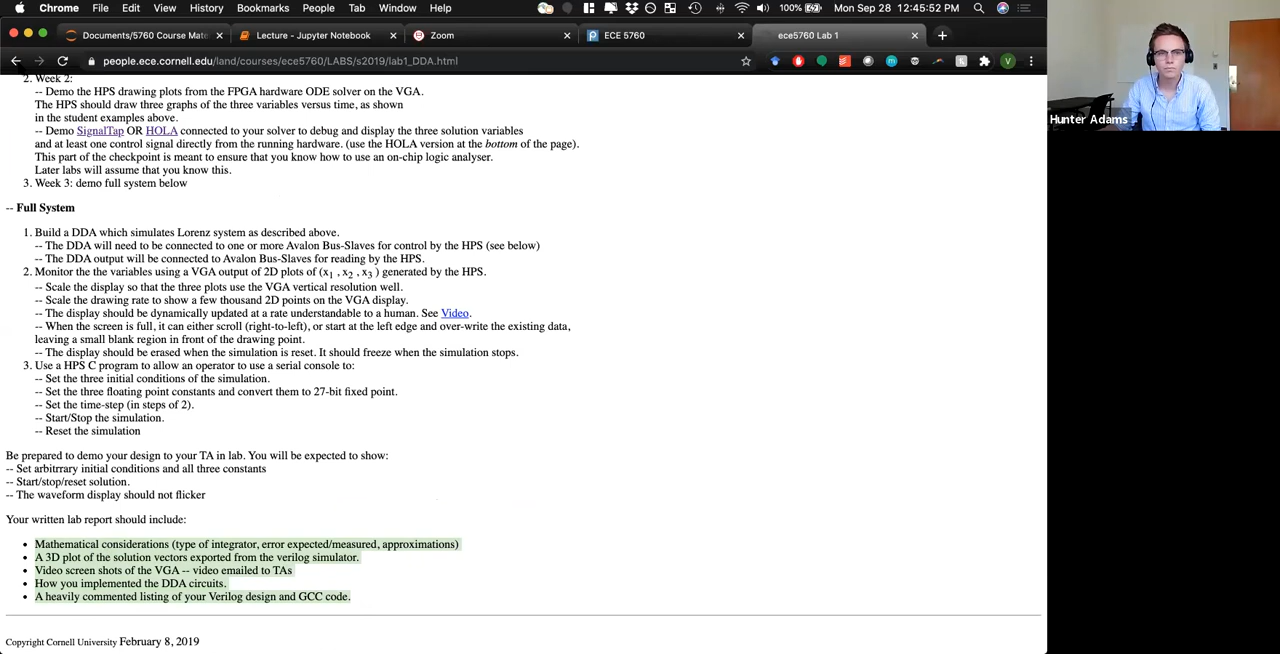 Chrome File Edit View History Bookmarks People Tab Window Help 100% Mon Sep 28 12:45:52 PM
Documents/5760 Course Mate Lecture - Jupyter Notebook Zoom ECE 5760 ece5760 Lab 1
people.ece.cornell.edu/land/courses/ece5760/LABS/s2019/lab1_DDA.html
2. Week 2:
-- Demo the HPS drawing plots from the FPGA hardware ODE solver on the VGA.
The HPS should draw three graphs of the three variables versus time, as shown
in the student examples above.
-- Demo SignalTap OR HOLA connected to your solver to debug and display the three solution variables
and at least one control signal directly from the running hardware. (use the HOLA version at the bottom of the page).
This part of the checkpoint is meant to ensure that you know how to use an on-chip logic analyser.
Later labs will assume that you know this.
3. Week 3: demo full system below
-- Full System
1. Build a DDA which simulates Lorenz system as described above.
-- The DDA will need to be connected to one or more Avalon Bus-Slaves for control by the HPS (see below)
-- The DDA output will be connected to Avalon Bus-Slaves for reading by the HPS.
2. Monitor the the variables using a VGA output of 2D plots of (x1 , x2 , x3 ) generated by the HPS.
-- Scale the display so that the three plots use the VGA vertical resolution well.
-- Scale the drawing rate to show a few thousand 2D points on the VGA display.
-- The display should be dynamically updated at a rate understandable to a human. See Video.
-- When the screen is full, it can either scroll (right-to-left), or start at the left edge and over-write the existing data,
leaving a small blank region in front of the drawing point.
-- The display should be erased when the simulation is reset. It should freeze when the simulation stops.
3. Use a HPS C program to allow an operator to use a serial console to:
-- Set the three initial conditions of the simulation.
-- Set the three floating point constants and convert them to 27-bit fixed point.
-- Set the time-step (in steps of 2).
-- Start/Stop the simulation.
-- Reset the simulation
Be prepared to demo your design to your TA in lab. You will be expected to show:
-- Set arbitrrary initial conditions and all three constants
-- Start/stop/reset solution.
-- The waveform display should not flicker
Your written lab report should include:
• Mathematical considerations (type of integrator, error expected/measured, approximations)
• A 3D plot of the solution vectors exported from the verilog simulator.
• Video screen shots of the VGA -- video emailed to TAs
• How you implemented the DDA circuits.
• A heavily commented listing of your Verilog design and GCC code.
Copyright Cornell University February 8, 2019
Hunter Adams